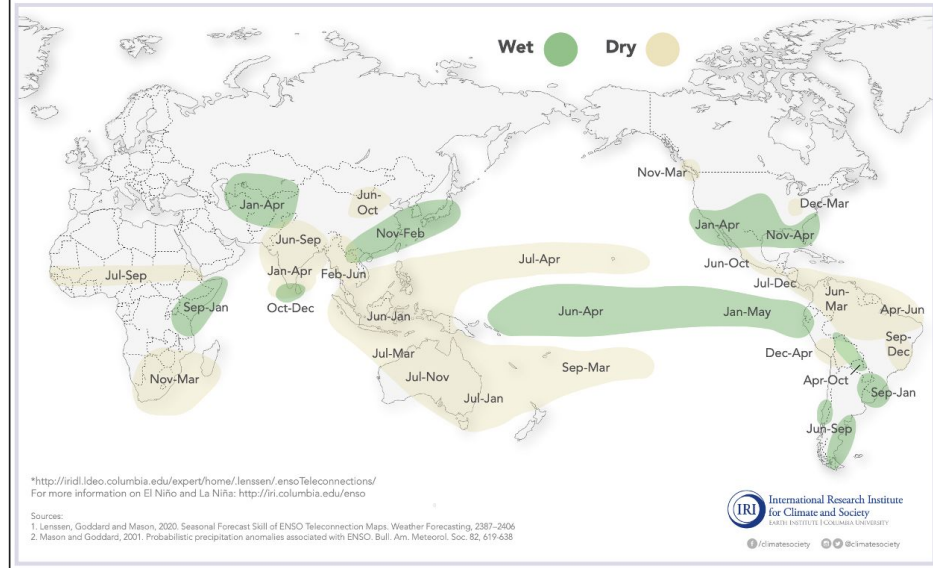 Wet
Dry
Nov-Mar
Jan-Apr
Jun-
Oct
Dec-Mar
Jan-Apr
Nov-Feb
Nov-Apr
Jun-Sep
Jul-Apr
Jun-Oct
Jul-Sep
Jan-Apr
Feb-Jun
Jul-Dec
Jun-
Mar
Sep-Jan
Oct-Dec
Jun-Jan
Jun-Apr
Jan-May
Apr-Jun
Sep-
Dec
Jul-Mar
Dec-Apr
Sep-Mar
Nov-Mar
Jul-Nov
Apr-Oct
Sep-Jan
Jul-Jan
Jun-Sep
*http://iridl.ldeo.columbia.edu/expert/home/.lenssen/.ensoTeleconnections/
For more information on El Niño and La Niña: http://iri.columbia.edu/enso
Sources:
1. Lenssen, Goddard and Mason, 2020. Seasonal Forecast Skill of ENSO Teleconnection Maps. Weather Forecasting, 2387–2406
2. Mason and Goddard, 2001. Probabilistic precipitation anomalies associated with ENSO. Bull. Am. Meteorol. Soc. 82, 619-638
IRI
International Research Institute
for Climate and Society
EARTH INSTITUTE | COLUMBIA UNIVERSITY
/climatesociety
@climatesociety